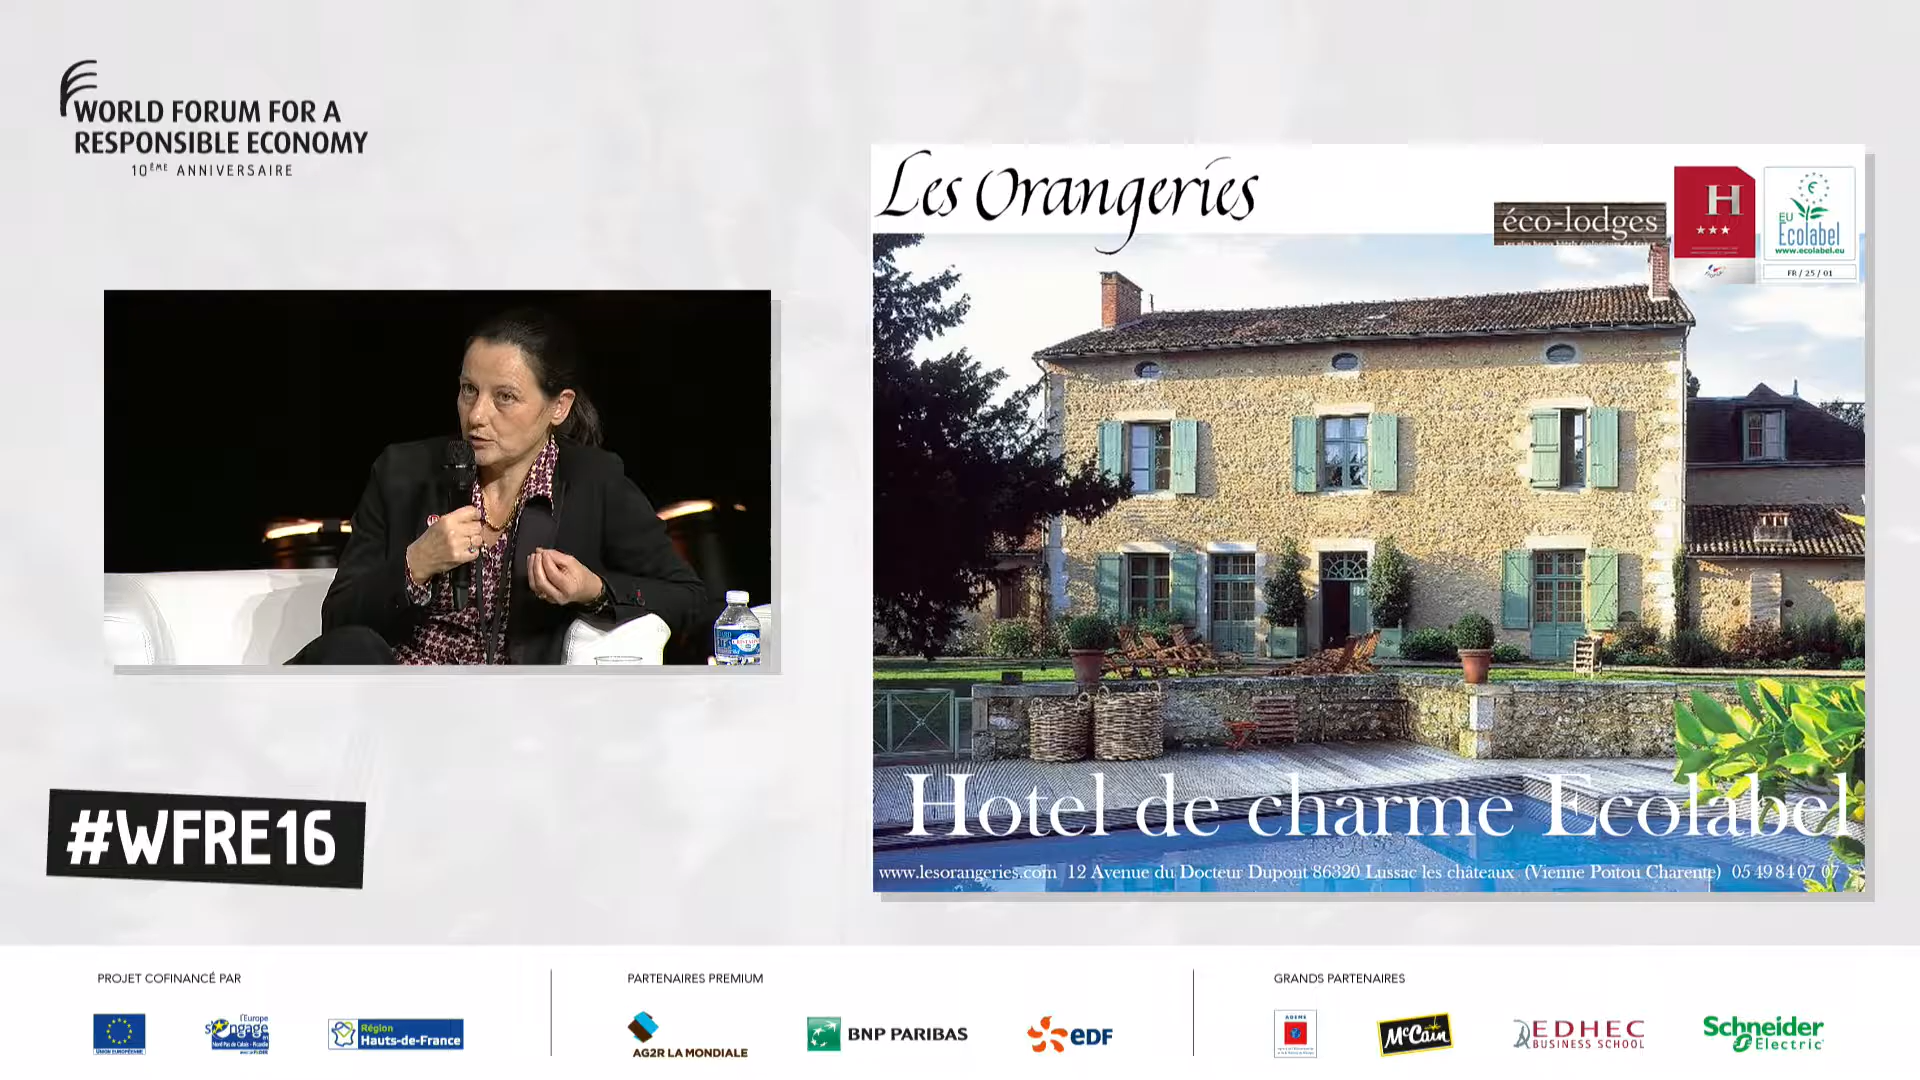 WORLD FORUM FOR A
RESPONSIBLE ECONOMY
10ÈME ANNIVERSAIRE
Les Orangeries
éco-lodges
H
EU
Ecolabel
www.ecolabel.eu
FR / 25 / 01
Hotel de charme Ecolabel
www.lesorangeries.com 12 Avenue du Docteur Dupont 86320 Lussac les châteaux (Vienne Poitou Charente) 05 49 84 07 07
#WFRE16
PROJET COFINANCÉ PAR
UNION EUROPÉENNE
l'Europe
s'engage
Région
Hauts-de-France
PARTENAIRES PREMIUM
AG2R LA MONDIALE
BNP PARIBAS
eDF
GRANDS PARTENAIRES
ADEME
McCain
EDHEC
BUSINESS SCHOOL
Schneider
Electric